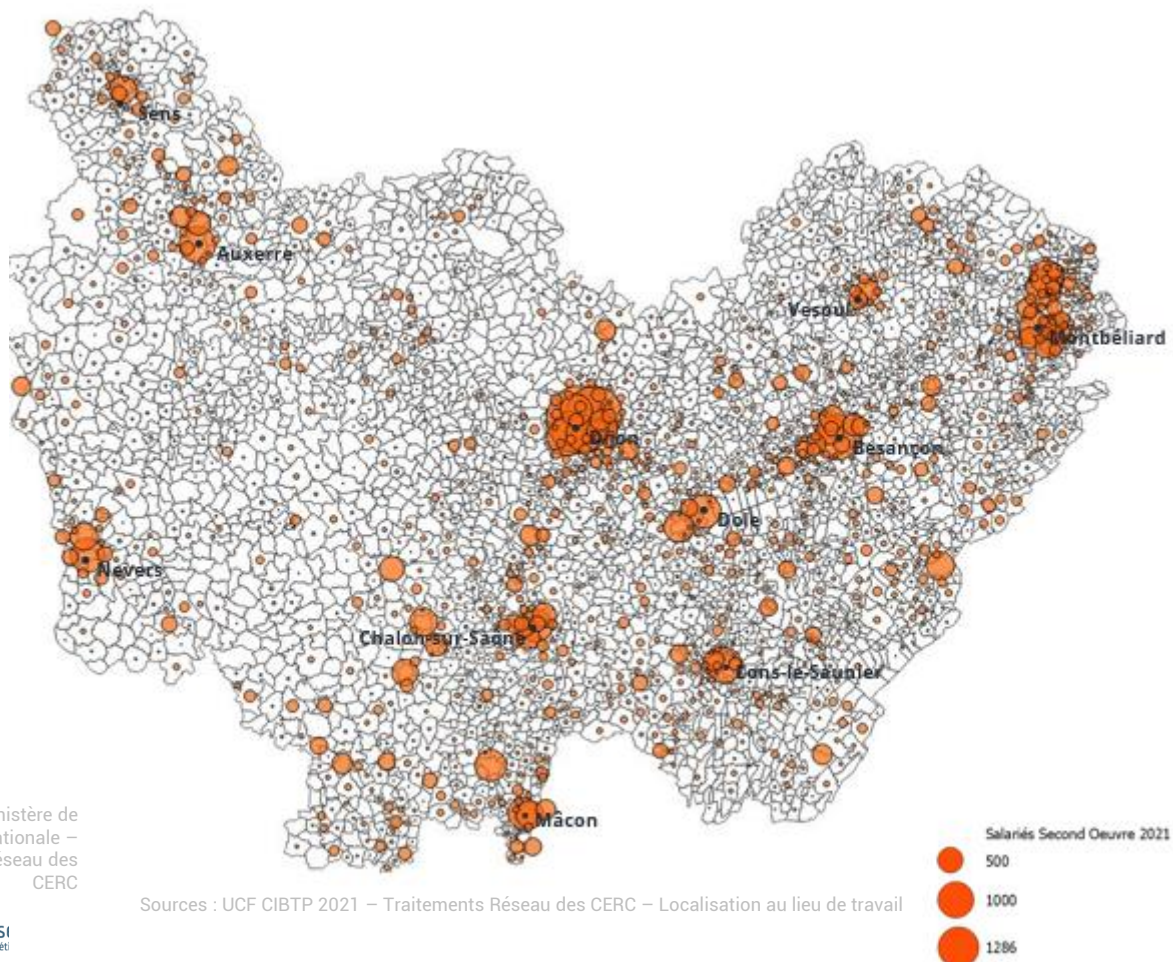 Sens
Auxerre
Vesoul
Montbéliard
Dijon
Besançon
Dole
Nevers
Chalon-sur-Saône
Lons-le-Saunier
Mâcon
nistère de
ationale –
éseau des
CERC
Salariés Second Oeuvre 2021
500
1000
1286
Sources : UCF CIBTP 2021 – Traitements Réseau des CERC – Localisation au lieu de travail